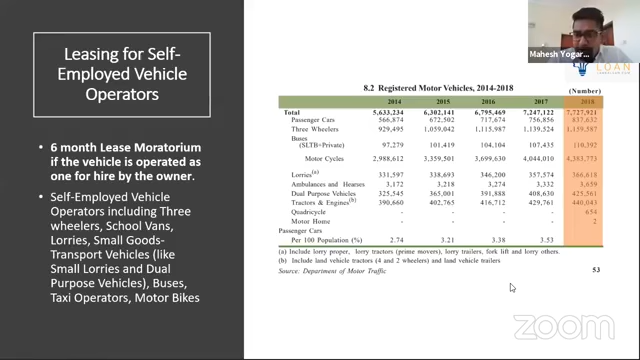 Leasing for Self-
Employed Vehicle
Operators
• 6 month Lease Moratorium
if the vehicle is operated as
one for hire by the owner.
• Self-Employed Vehicle
Operators including Three
wheelers, School Vans,
Lorries, Small Goods-
Transport Vehicles (like
Small Lorries and Dual
Purpose Vehicles), Buses,
Taxi Operators, Motor Bikes
Mahesh Yogar...
LOAN
8.2 Registered Motor Vehicles, 2014-2018
(Number)
2014 2015 2016 2017 2018
Total 5,633,234 6,302,141 6,795,469 7,247,122 7,727,921
Passenger Cars 566,874 672,502 717,674 756,856 837,632
Three Wheelers 929,495 1,059,042 1,115,987 1,139,524 1,159,587
Buses
(SLTB+Private) 97,279 101,419 104,104 107,435 110,392
Motor Cycles 2,988,612 3,359,501 3,699,630 4,044,010 4,383,773
Lorries(a) 331,597 338,693 346,200 357,574 366,618
Ambulances and Hearses 3,172 3,218 3,274 3,332 3,659
Dual Purpose Vehicles 325,545 365,001 391,888 408,630 425,561
Tractors & Engines(b) 390,660 402,765 416,712 429,761 440,043
Quadricycle - - - - 654
Motor Home - - - - 2
Passenger Cars
Per 100 Population (%) 2.74 3.21 3.38 3.53
(a) Include lorry proper, lorry tractors (prime movers), lorry trailers, fork lift and lorry others.
(b) Include land vehicle tractors (4 and 2 wheelers) and land vehicle trailers
Source: Department of Motor Traffic 53
zoom